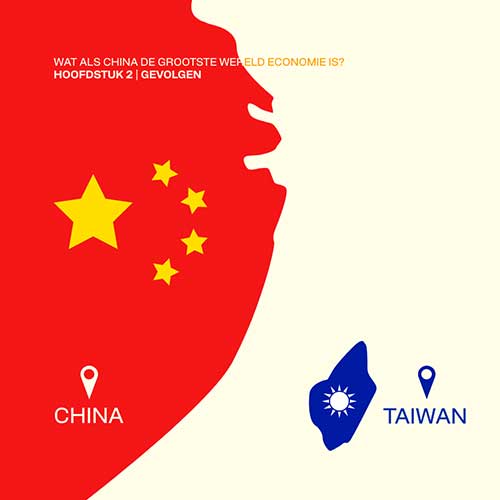 WAT ALS CHINA DE GROOTSTE WERELD ECONOMIE IS?
HOOFDSTUK 2 | GEVOLGEN
CHINA
TAIWAN